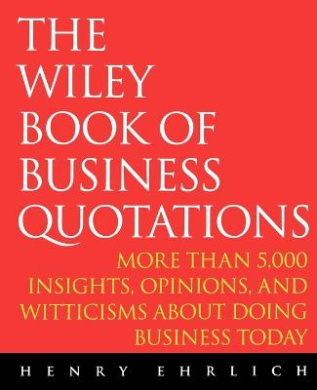 THE
WILEY
BOOK OF
BUSINESS
QUOTATIONS
MORE THAN 5,000
INSIGHTS, OPINIONS, AND
WITTICISMS ABOUT DOING
BUSINESS TODAY
HENRY EHRLICH